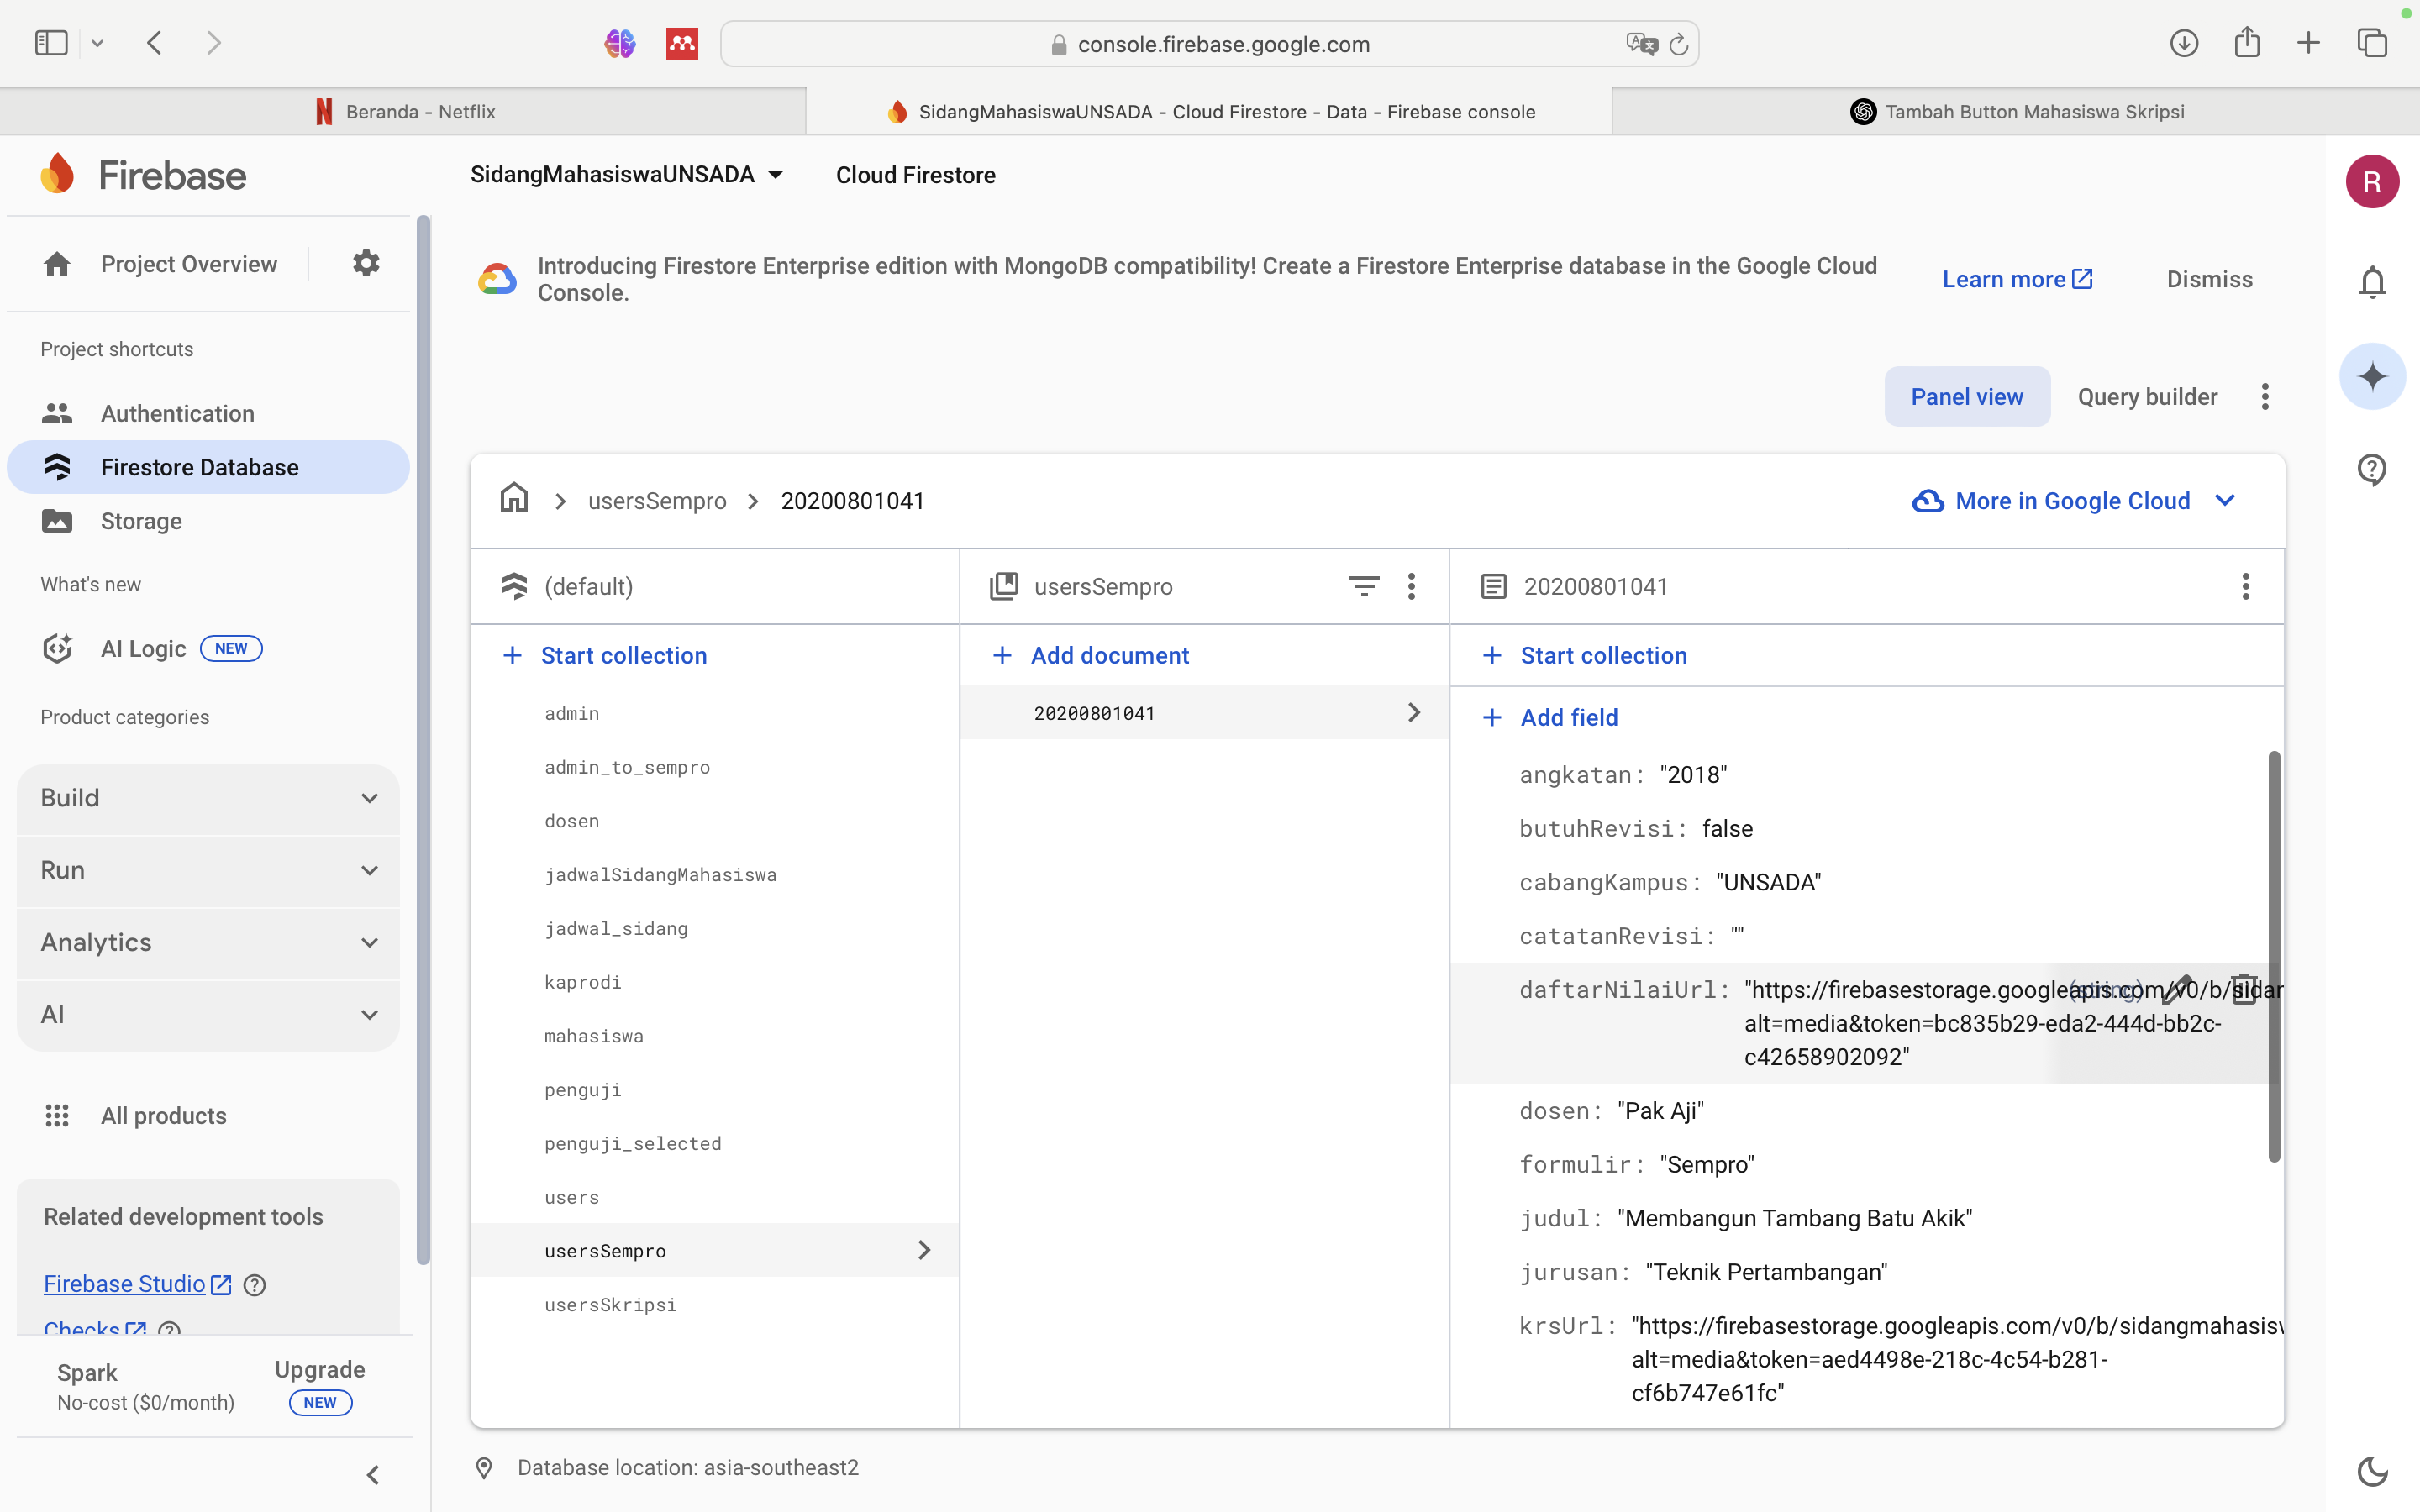 console.firebase.google.com
Beranda - Netflix
SidangMahasiswaUNSADA - Cloud Firestore - Data - Firebase console
Tambah Button Mahasiswa Skripsi
Firebase
SidangMahasiswaUNSADA
Cloud Firestore
R
Project Overview
Introducing Firestore Enterprise edition with MongoDB compatibility! Create a Firestore Enterprise database in the Google Cloud
Console.
Learn more
Dismiss
Project shortcuts
Authentication
Firestore Database
Storage
What's new
AI Logic NEW
Product categories
Build
Run
Analytics
AI
All products
Related development tools
Firebase Studio
Checks
Spark
No-cost ($0/month)
Upgrade
NEW
Panel view
Query builder
usersSempro
20200801041
More in Google Cloud
(default)
Start collection
admin
admin_to_sempro
dosen
jadwalSidangMahasiswa
jadwal_sidang
kaprodi
mahasiswa
penguji
penguji_selected
users
usersSempro
usersSkripsi
usersSempro
Add document
20200801041
20200801041
Start collection
Add field
angkatan: "2018"
butuhRevisi: false
cabangKampus: "UNSADA"
catatanRevisi: ""
daftarNilaiUrl: "https://firebasestorage.googleapis.com/v0/b/sidar
(string)
alt=media&token=bc835b29-eda2-444d-bb2c-
c42658902092"
dosen: "Pak Aji"
formulir: "Sempro"
judul: "Membangun Tambang Batu Akik"
jurusan: "Teknik Pertambangan"
krsUrl: "https://firebasestorage.googleapis.com/v0/b/sidangmahasisw
alt=media&token=aed4498e-218c-4c54-b281-
cf6b747e61fc"
Database location: asia-southeast2